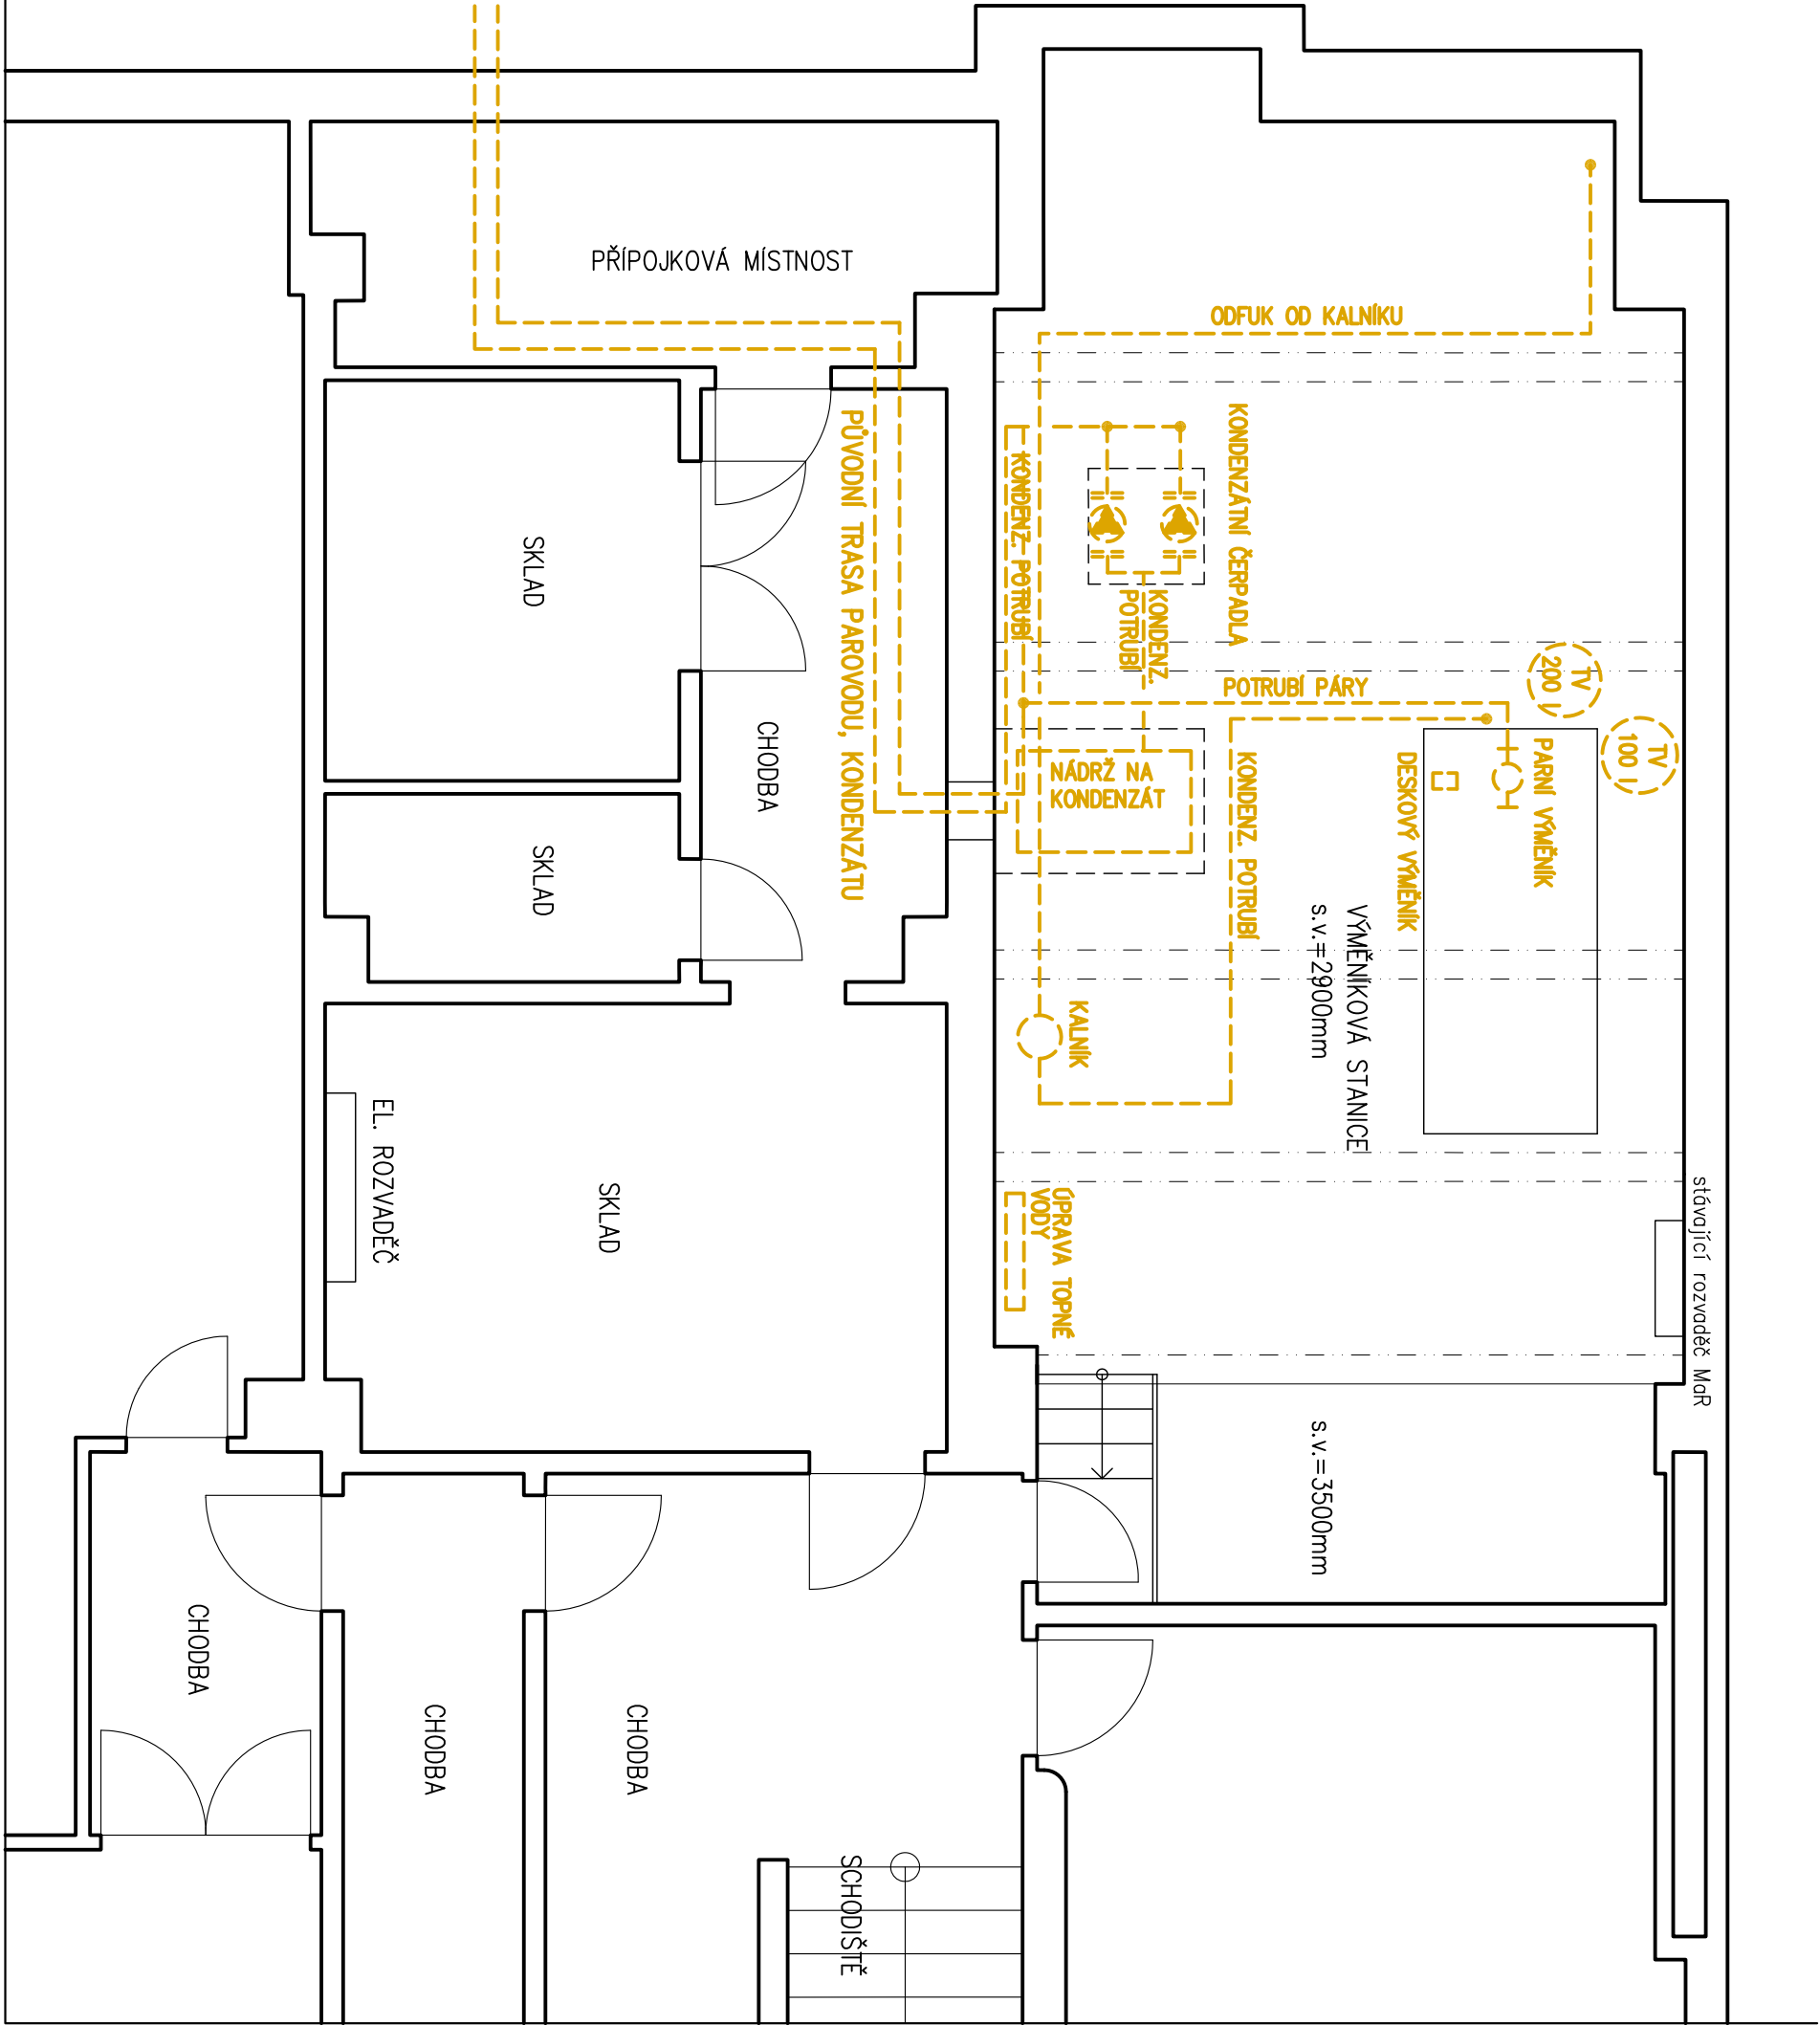 PŘÍPOJKOVÁ MÍSTNOST
ODFUK OD KALNÍKU
KONDENZÁTNÍ ČERPADLA
KONDENZ. POTRUBÍ
PŮVODNÍ TRASA PAROVODU, KONDENZÁTU
SKLAD
KONDENZ.
POTRUBÍ
POTRUBÍ PÁRY
TV
200 l
TV
100 l
CHODBA
NÁDRŽ NA
KONDENZÁT
KONDENZ. POTRUBÍ
DESKOVÝ VÝMĚNÍK
PARNÍ VÝMĚNÍK
SKLAD
VÝMĚNÍKOVÁ STANICE
s.v.=2900mm
KALNÍK
EL. ROZVADĚČ
SKLAD
ÚPRAVA TOPNÉ
VODY
stávající rozvaděč MaR
s.v.=3500mm
CHODBA
CHODBA
CHODBA
SCHODIŠTĚ